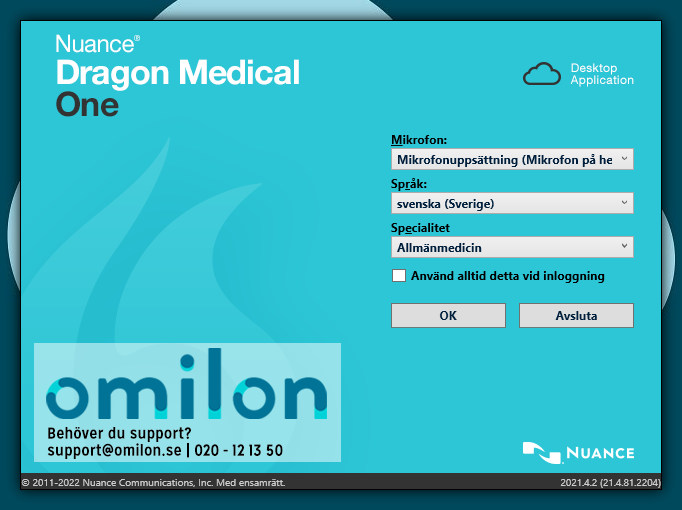 Nuance®
Dragon Medical
One
Desktop
Application
Mikrofon:
Mikrofonuppsättning (Mikrofon på he
Språk:
svenska (Sverige)
Specialitet
Allmänmedicin
Använd alltid detta vid inloggning
OK
Avsluta
omilon
Behöver du support?
support@omilon.se | 020 - 12 13 50
NUANCE
© 2011-2022 Nuance Communications, Inc. Med ensamrätt.
2021.4.2 (21.4.81.2204)